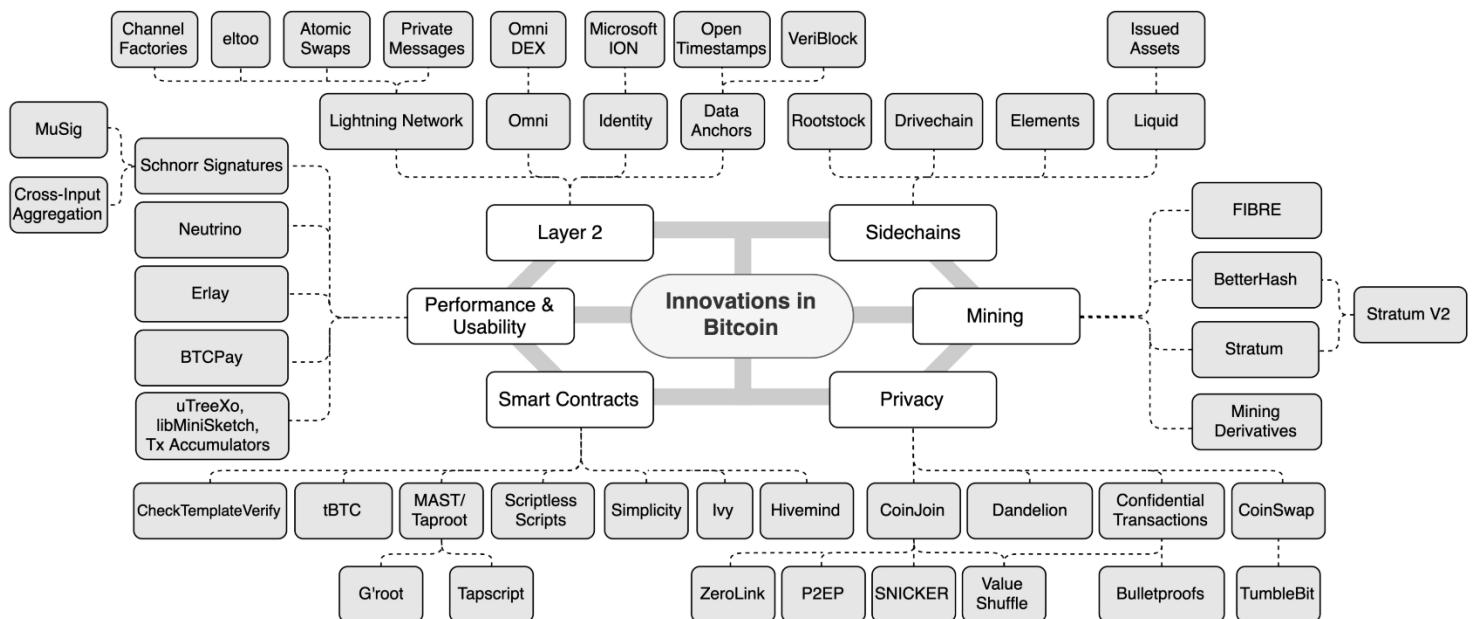 Channel
Factories
eltoo
Atomic
Swaps
Private
Messages
Omni
DEX
Microsoft
ION
Open
Timestamps
VeriBlock
Issued
Assets
Lightning Network
Omni
Identity
Data
Anchors
Rootstock
Drivechain
Elements
Liquid
MuSig
Cross-Input
Aggregation
Schnorr Signatures
Neutrino
Erlay
BTCPay
uTreeXo,
libMiniSketch,
Tx Accumulators
Layer 2
Sidechains
Performance &
Usability
Innovations in
Bitcoin
Mining
Smart Contracts
Privacy
FIBRE
BetterHash
Stratum
Mining
Derivatives
Stratum V2
CheckTemplateVerify
tBTC
MAST/
Taproot
Scriptless
Scripts
Simplicity
Ivy
Hivemind
CoinJoin
Dandelion
Confidential
Transactions
CoinSwap
G'root
Tapscript
ZeroLink
P2EP
SNICKER
Value
Shuffle
Bulletproofs
TumbleBit